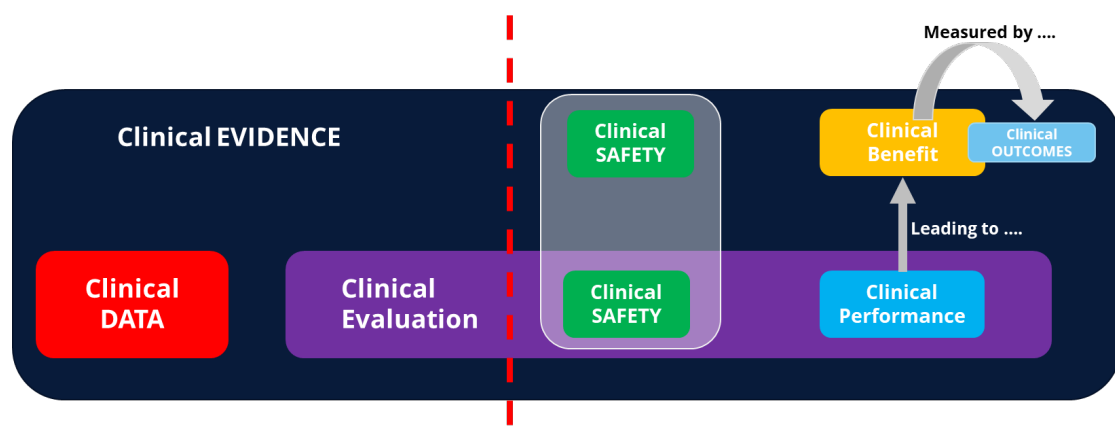 Measured by ....
Clinical EVIDENCE
Clinical
SAFETY
Clinical
Benefit
Clinical
OUTCOMES
Leading to ....
Clinical
DATA
Clinical
Evaluation
Clinical
SAFETY
Clinical
Performance